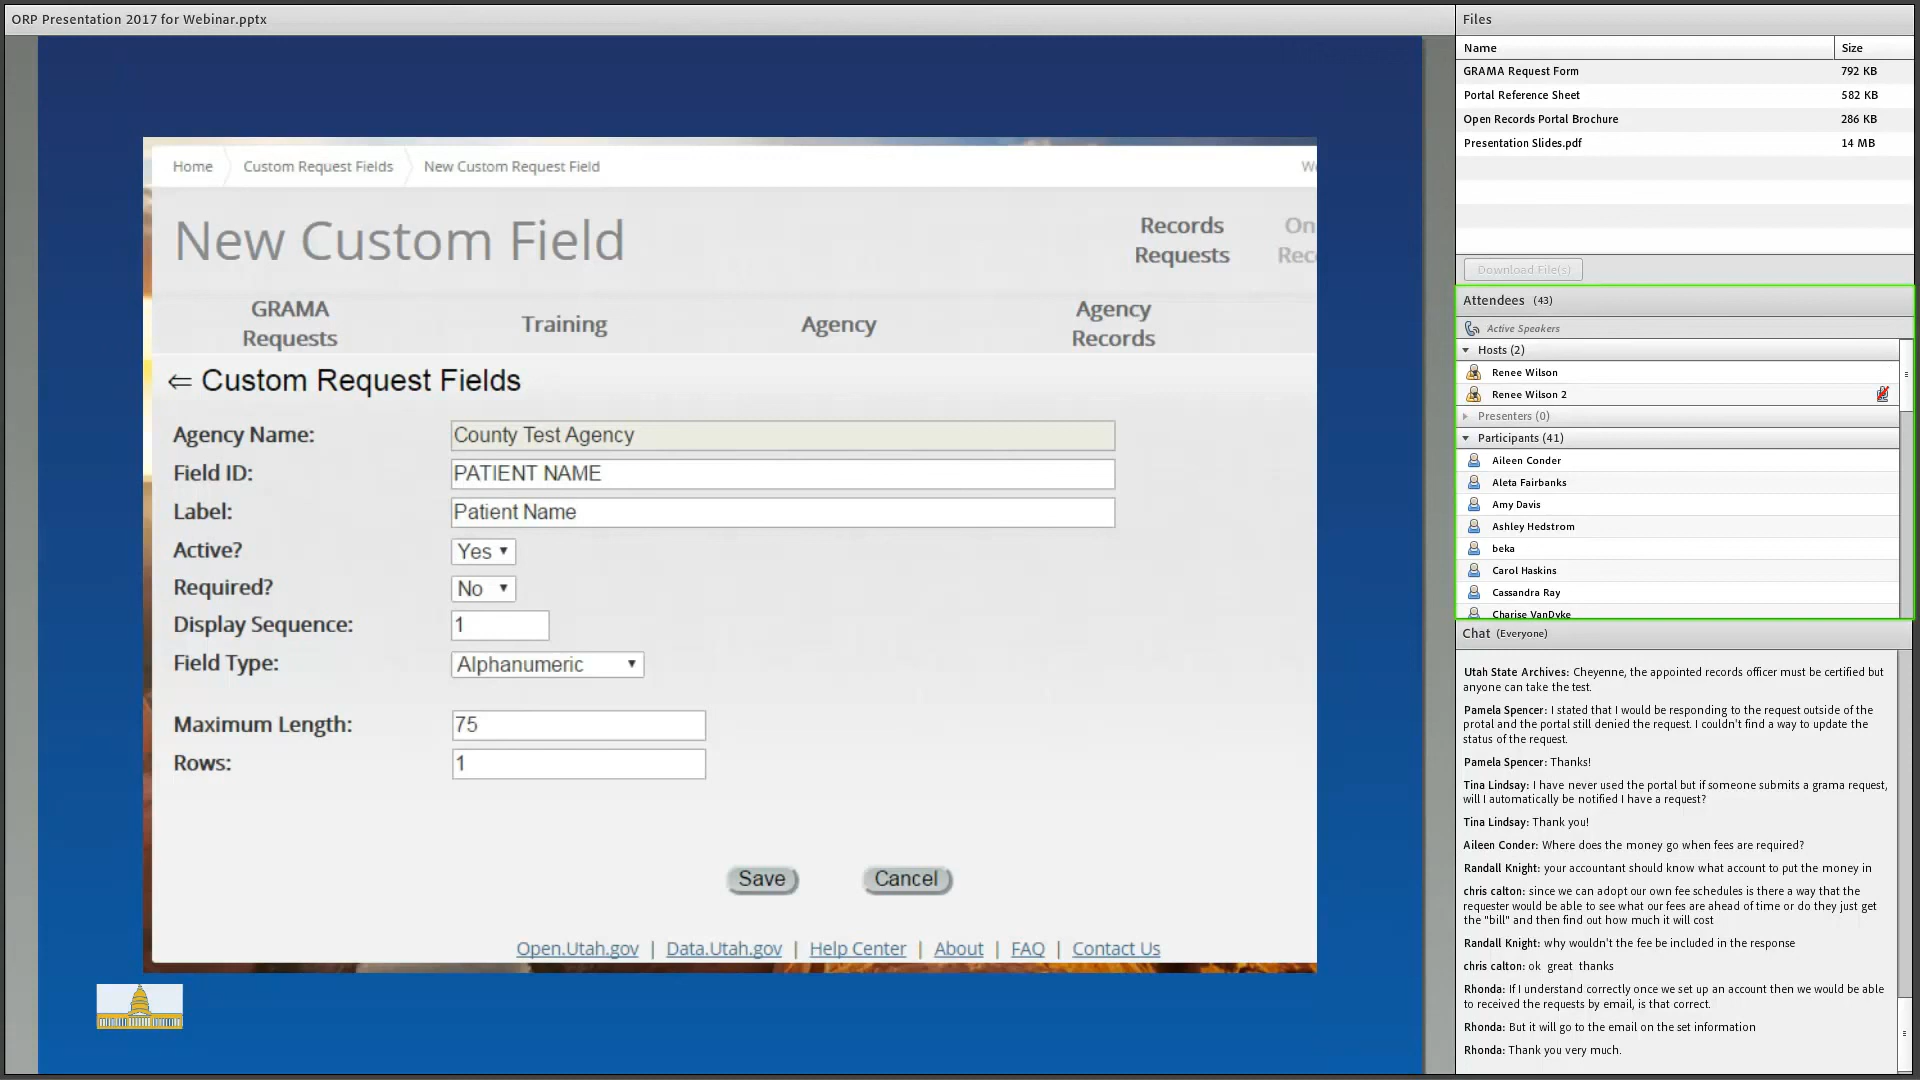 ORP Presentation 2017 for Webinar.pptx
Home
Custom Request Fields
New Custom Request Field
New Custom Field
Records
Requests
GRAMA
Requests
Training
Agency
Agency
Records
⇐ Custom Request Fields
Agency Name: County Test Agency
Field ID: PATIENT NAME
Label: Patient Name
Active? Yes
Required? No
Display Sequence: 1
Field Type: Alphanumeric
Maximum Length: 75
Rows: 1
Save
Cancel
Open.Utah.gov | Data.Utah.gov | Help Center | About | FAQ | Contact Us
Files
Name Size
GRAMA Request Form 792 KB
Portal Reference Sheet 582 KB
Open Records Portal Brochure 286 KB
Presentation Slides.pdf 14 MB
Download File(s)
Attendees (43)
Active Speakers
Hosts (2)
Renee Wilson
Renee Wilson 2
Presenters (0)
Participants (41)
Aileen Conder
Aleta Fairbanks
Amy Davis
Ashley Hedstrom
beka
Carol Haskins
Cassandra Ray
Charise VanDyke
Chat (Everyone)
Utah State Archives: Cheyenne, the appointed records officer must be certified but
anyone can take the test.
Pamela Spencer: I stated that I would be responding to the request outside of the
protal and the portal still denied the request. I couldn't find a way to update the
status of the request.
Pamela Spencer: Thanks!
Tina Lindsay: I have never used the portal but if someone submits a grama request,
will I automatically be notified I have a request?
Tina Lindsay: Thank you!
Aileen Conder: Where does the money go when fees are required?
Randall Knight: your accountant should know what account to put the money in
chris calton: since we can adopt our own fee schedules is there a way that the
requester would be able to see what our fees are ahead of time or do they just get
the "bill" and then find out how much it will cost
Randall Knight: why wouldn't the fee be included in the response
chris calton: ok great thanks
Rhonda: If I understand correctly once we set up an account then we would be able
to received the requests by email, is that correct.
Rhonda: But it will go to the email on the set information
Rhonda: Thank you very much.